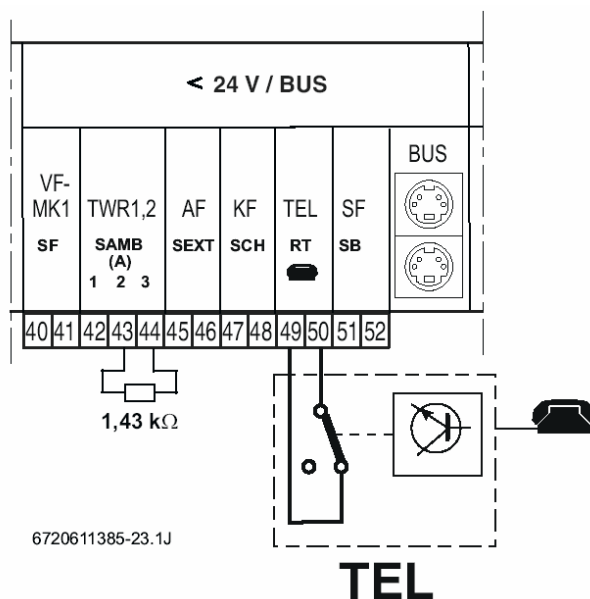 < 24 V / BUS
VF-
MK1
SF
TWR1,2
SAMB
(A)
1 2 3
AF
SEXT
KF
SCH
TEL
RT
SF
SB
BUS
40 41 42 43 44 45 46 47 48 49 50 51 52
1,43 kΩ
6720611385-23.1J
TEL